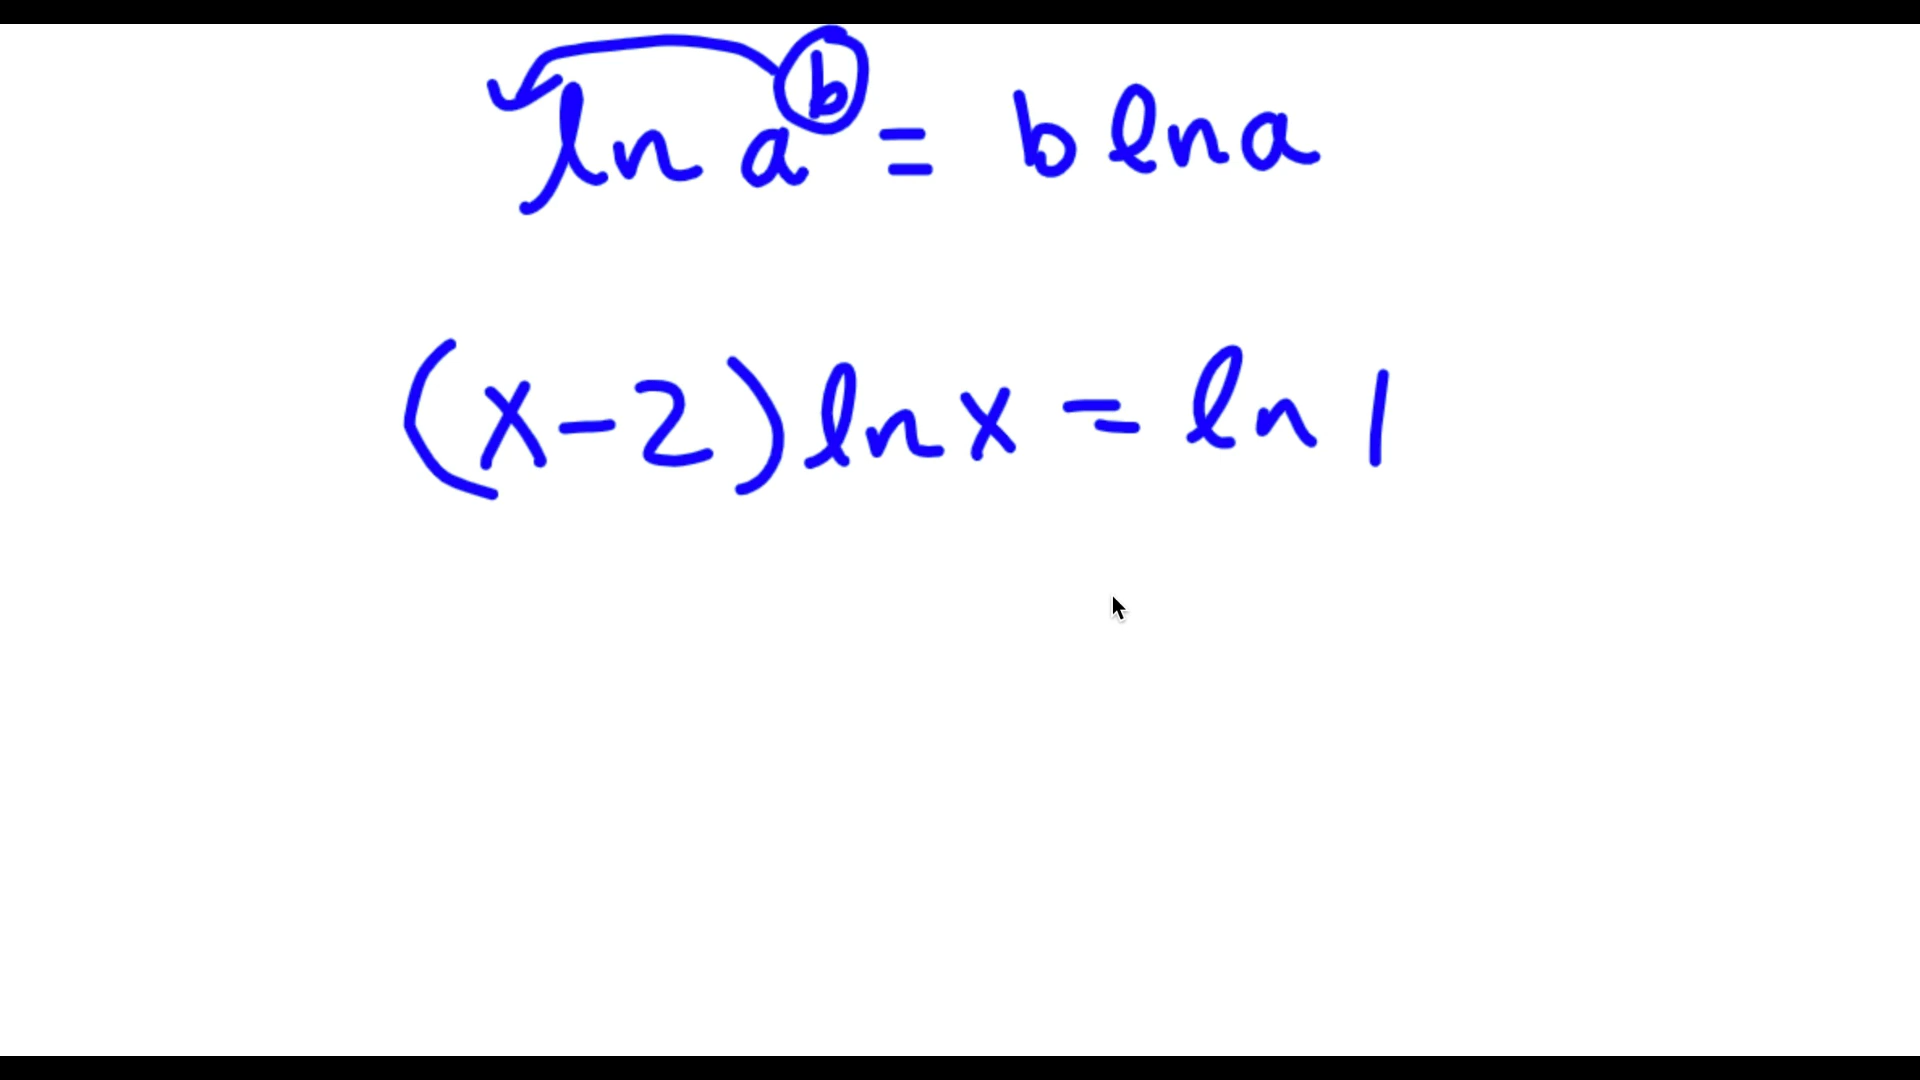 ln a^b = b ln a
(x-2) ln x = ln 1